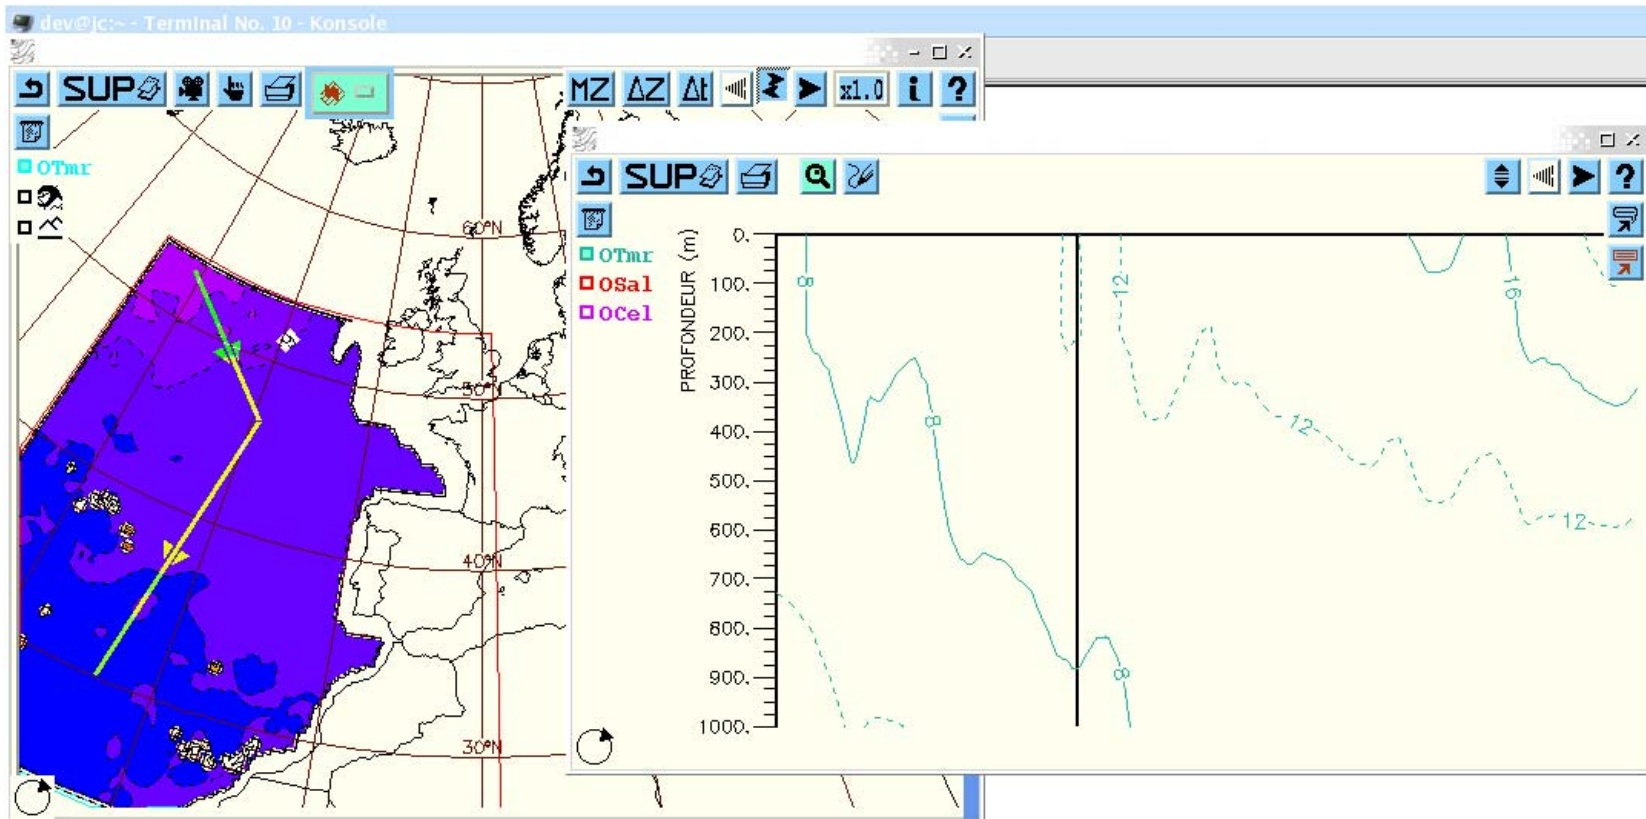 dev@jc:~ - Terminal No. 10 - Konsole
SUP
MZ ΔZ Δt x1.0 i ?
OTmr
60°N
50°N
40°N
30°N
SUP
?
OTmr
OSal
OCel
PROFONDEUR (m)
0.
100.
200.
300.
400.
500.
600.
700.
800.
900.
1000.
8
8
8
12
12
12
16